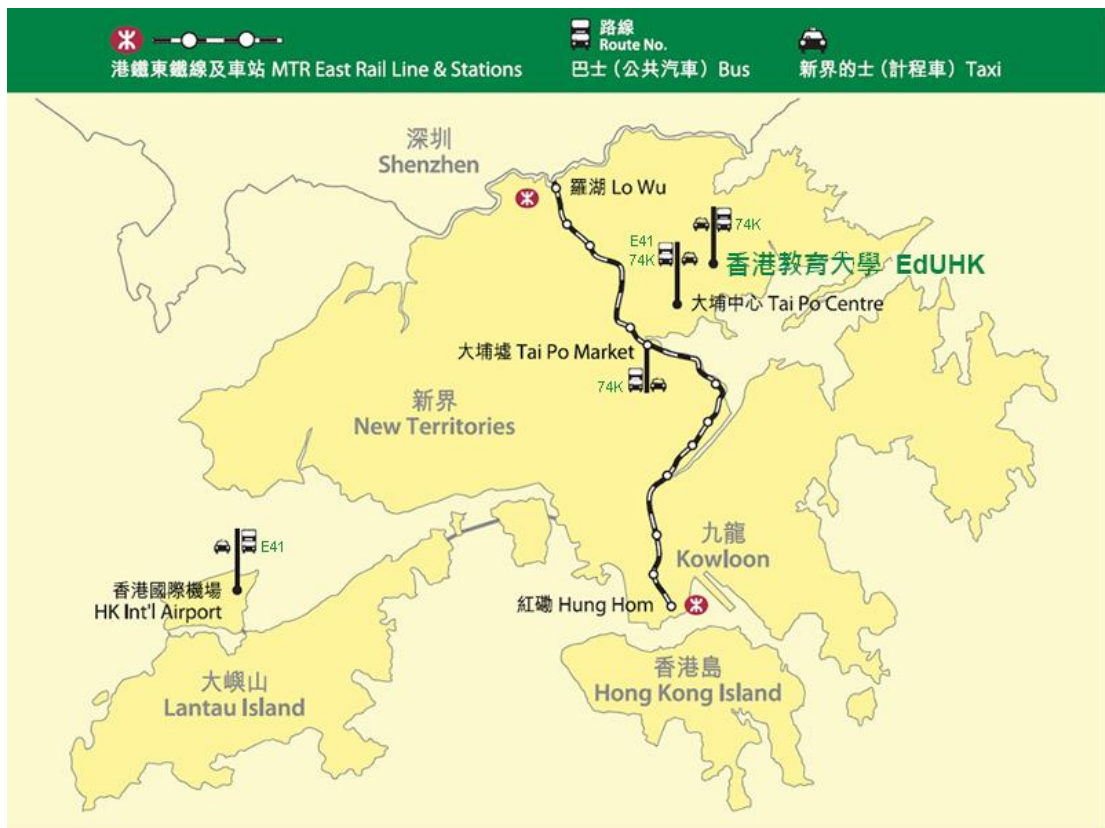 路線
Route No.
港鐵東鐵線及車站 MTR East Rail Line & Stations
巴士（公共汽車）Bus
新界的士（計程車）Taxi
深圳
Shenzhen
羅湖 Lo Wu
74K
E41
74K
香港教育大學 EdUHK
大埔中心 Tai Po Centre
大埔墟 Tai Po Market
74K
新界
New Territories
九龍
Kowloon
E41
香港國際機場
HK Int'l Airport
紅磡 Hung Hom
香港島
Hong Kong Island
大嶼山
Lantau Island